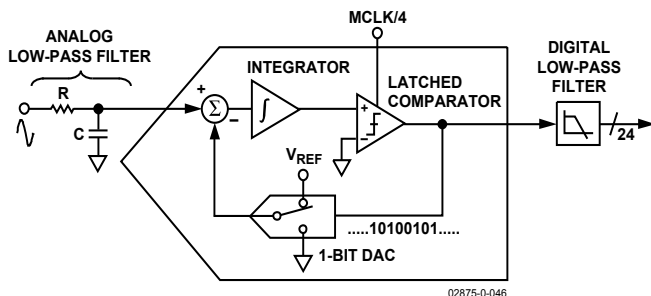 MCLK/4
ANALOG
LOW-PASS FILTER
R
C
+
Σ
–
INTEGRATOR
∫
LATCHED
COMPARATOR
+
–
DIGITAL
LOW-PASS
FILTER
24
VREF
.....10100101.....
1-BIT DAC
02875-0-046